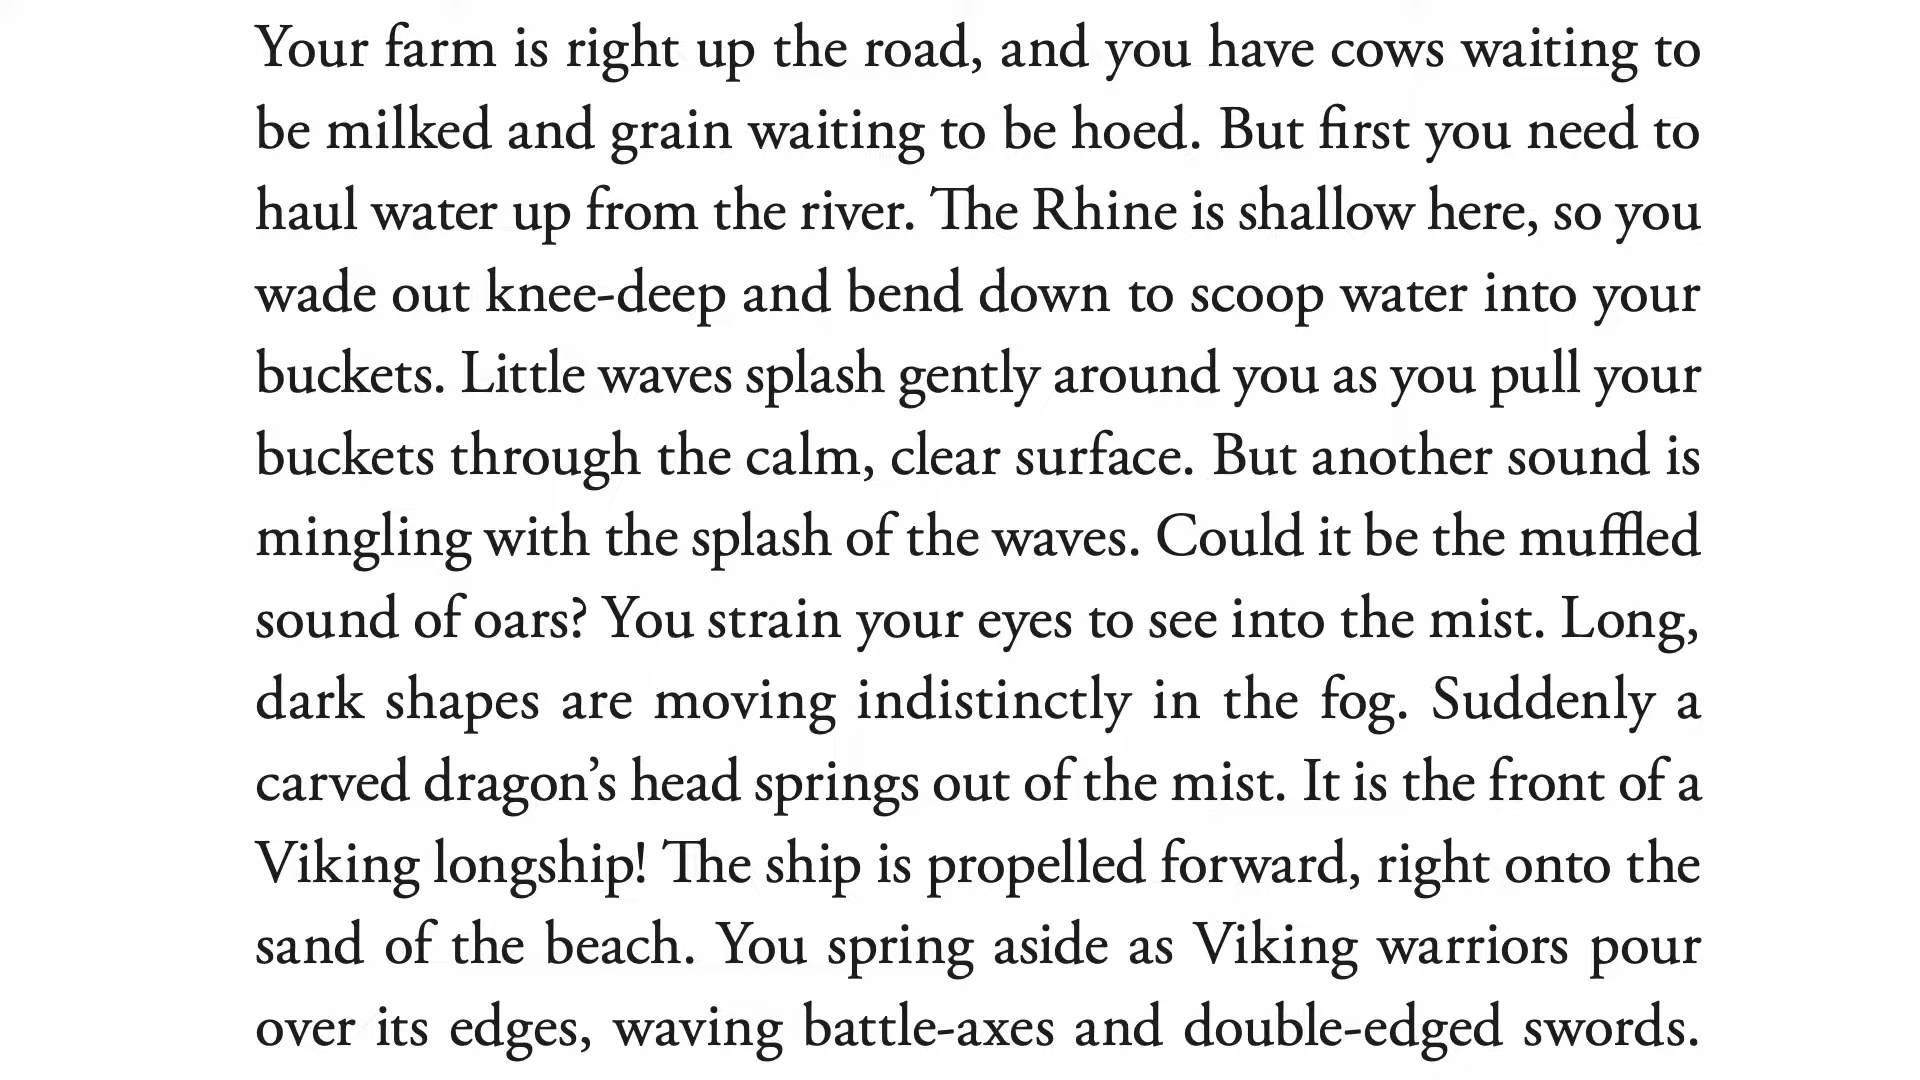 Your farm is right up the road, and you have cows waiting to
be milked and grain waiting to be hoed. But first you need to
haul water up from the river. The Rhine is shallow here, so you
wade out knee-deep and bend down to scoop water into your
buckets. Little waves splash gently around you as you pull your
buckets through the calm, clear surface. But another sound is
mingling with the splash of the waves. Could it be the muffled
sound of oars? You strain your eyes to see into the mist. Long,
dark shapes are moving indistinctly in the fog. Suddenly a
carved dragon’s head springs out of the mist. It is the front of a
Viking longship! The ship is propelled forward, right onto the
sand of the beach. You spring aside as Viking warriors pour
over its edges, waving battle-axes and double-edged swords.